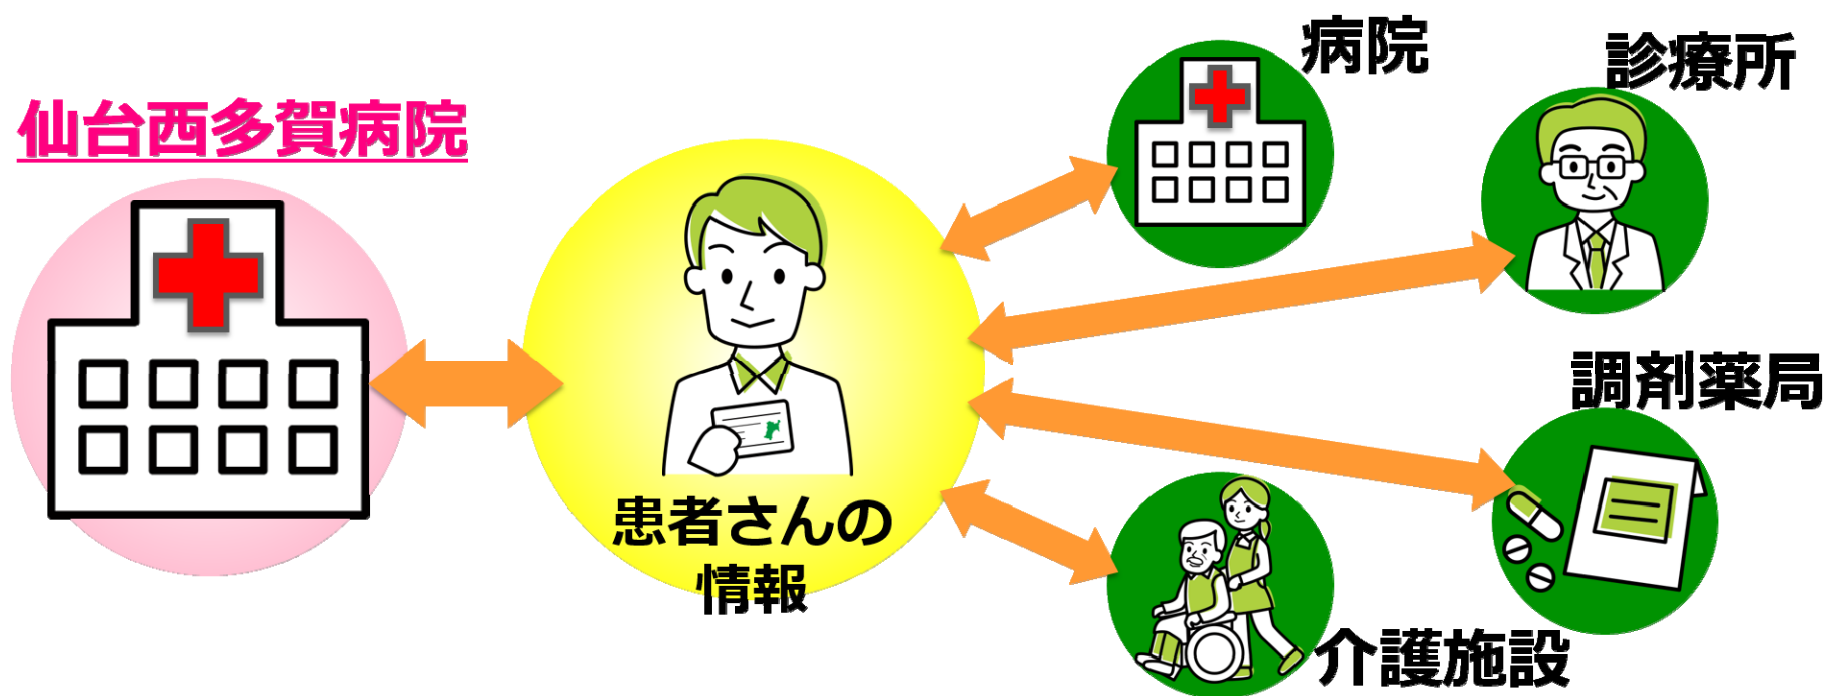 仙台西多賀病院
患者さんの
情報
病院
診療所
調剤薬局
介護施設